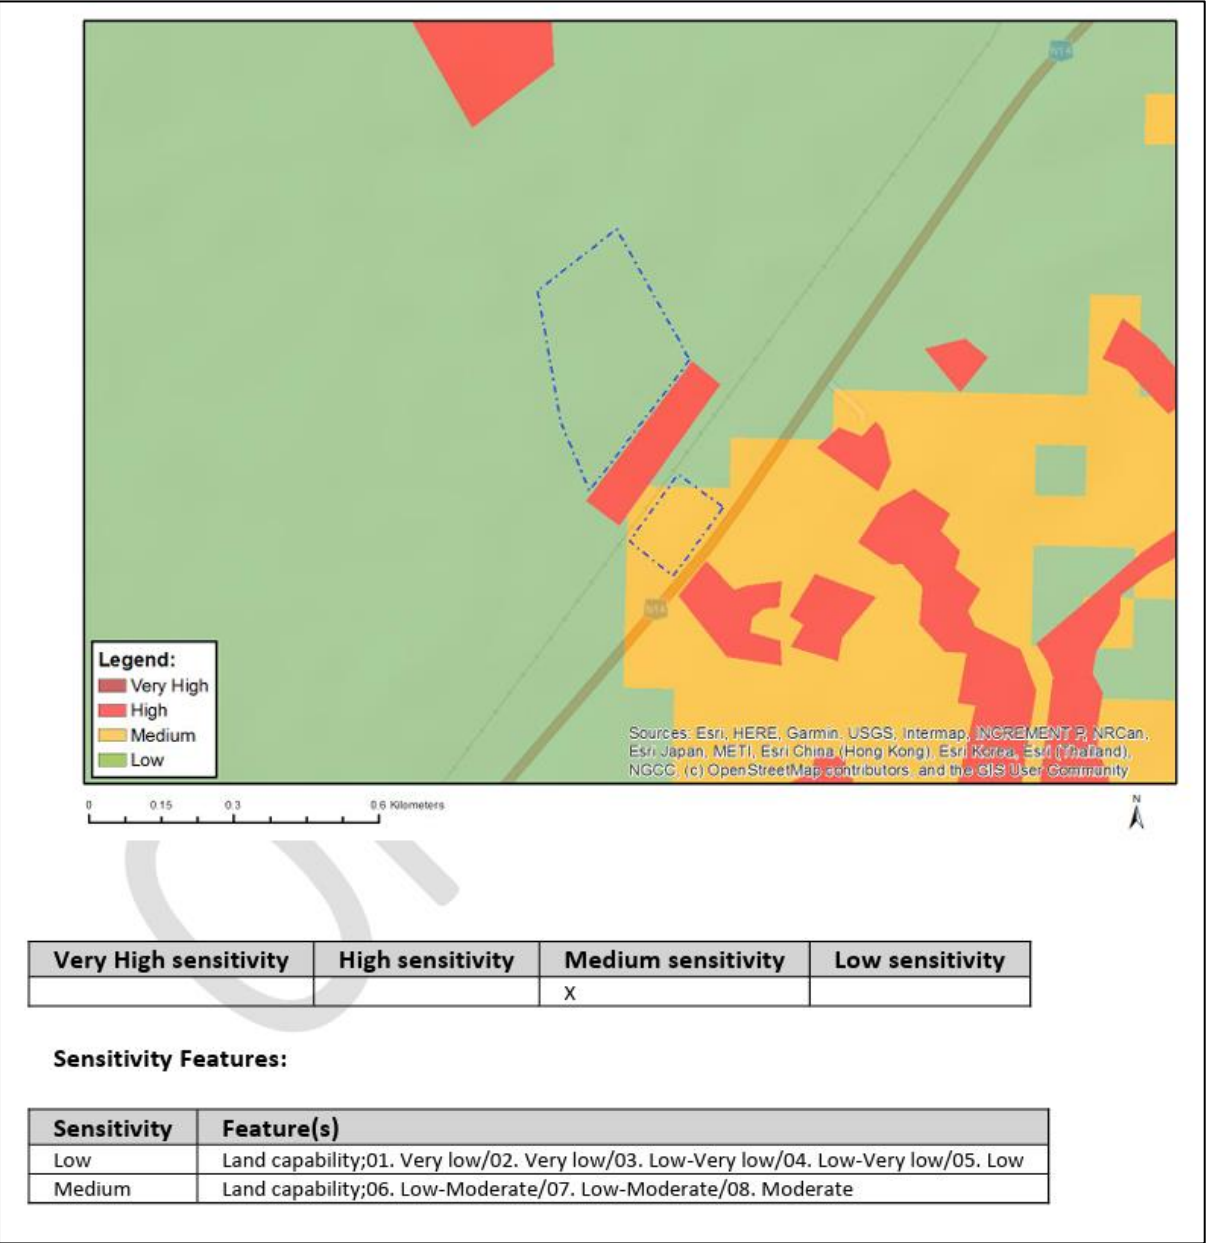 N14
N14
Legend:
Very High
High
Medium
Low
Sources: Esri, HERE, Garmin, USGS, Intermap, INCREMENT P, NRCan,
Esri Japan, METI, Esri China (Hong Kong), Esri Korea, Esri (Thailand),
NGCC, (c) OpenStreetMap contributors, and the GIS User Community
0 0.15 0.3 0.6 Kilometers
N
Very High sensitivity High sensitivity Medium sensitivity Low sensitivity
X
Sensitivity Features:
Sensitivity Feature(s)
Low Land capability;01. Very low/02. Very low/03. Low-Very low/04. Low-Very low/05. Low
Medium Land capability;06. Low-Moderate/07. Low-Moderate/08. Moderate